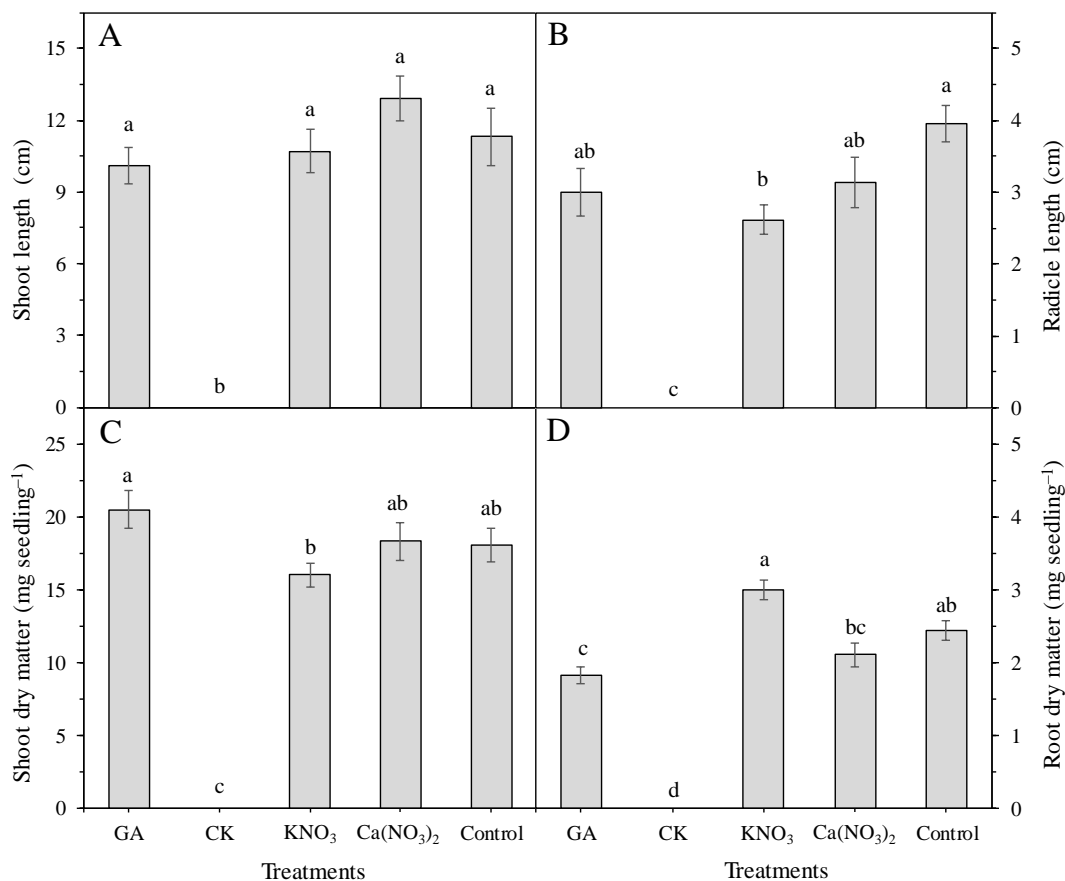 A
B
15
12
9
6
3
0
Shoot length (cm)
a
b
a
a
a
ab
c
b
ab
a
5
4
3
2
1
0
Radicle length (cm)
C
D
25
20
15
10
5
0
Shoot dry matter (mg seedling⁻¹)
a
c
b
ab
ab
c
d
a
bc
ab
5
4
3
2
1
0
Root dry matter (mg seedling⁻¹)
GA CK KNO₃ Ca(NO₃)₂ Control
GA CK KNO₃ Ca(NO₃)₂ Control
Treatments
Treatments